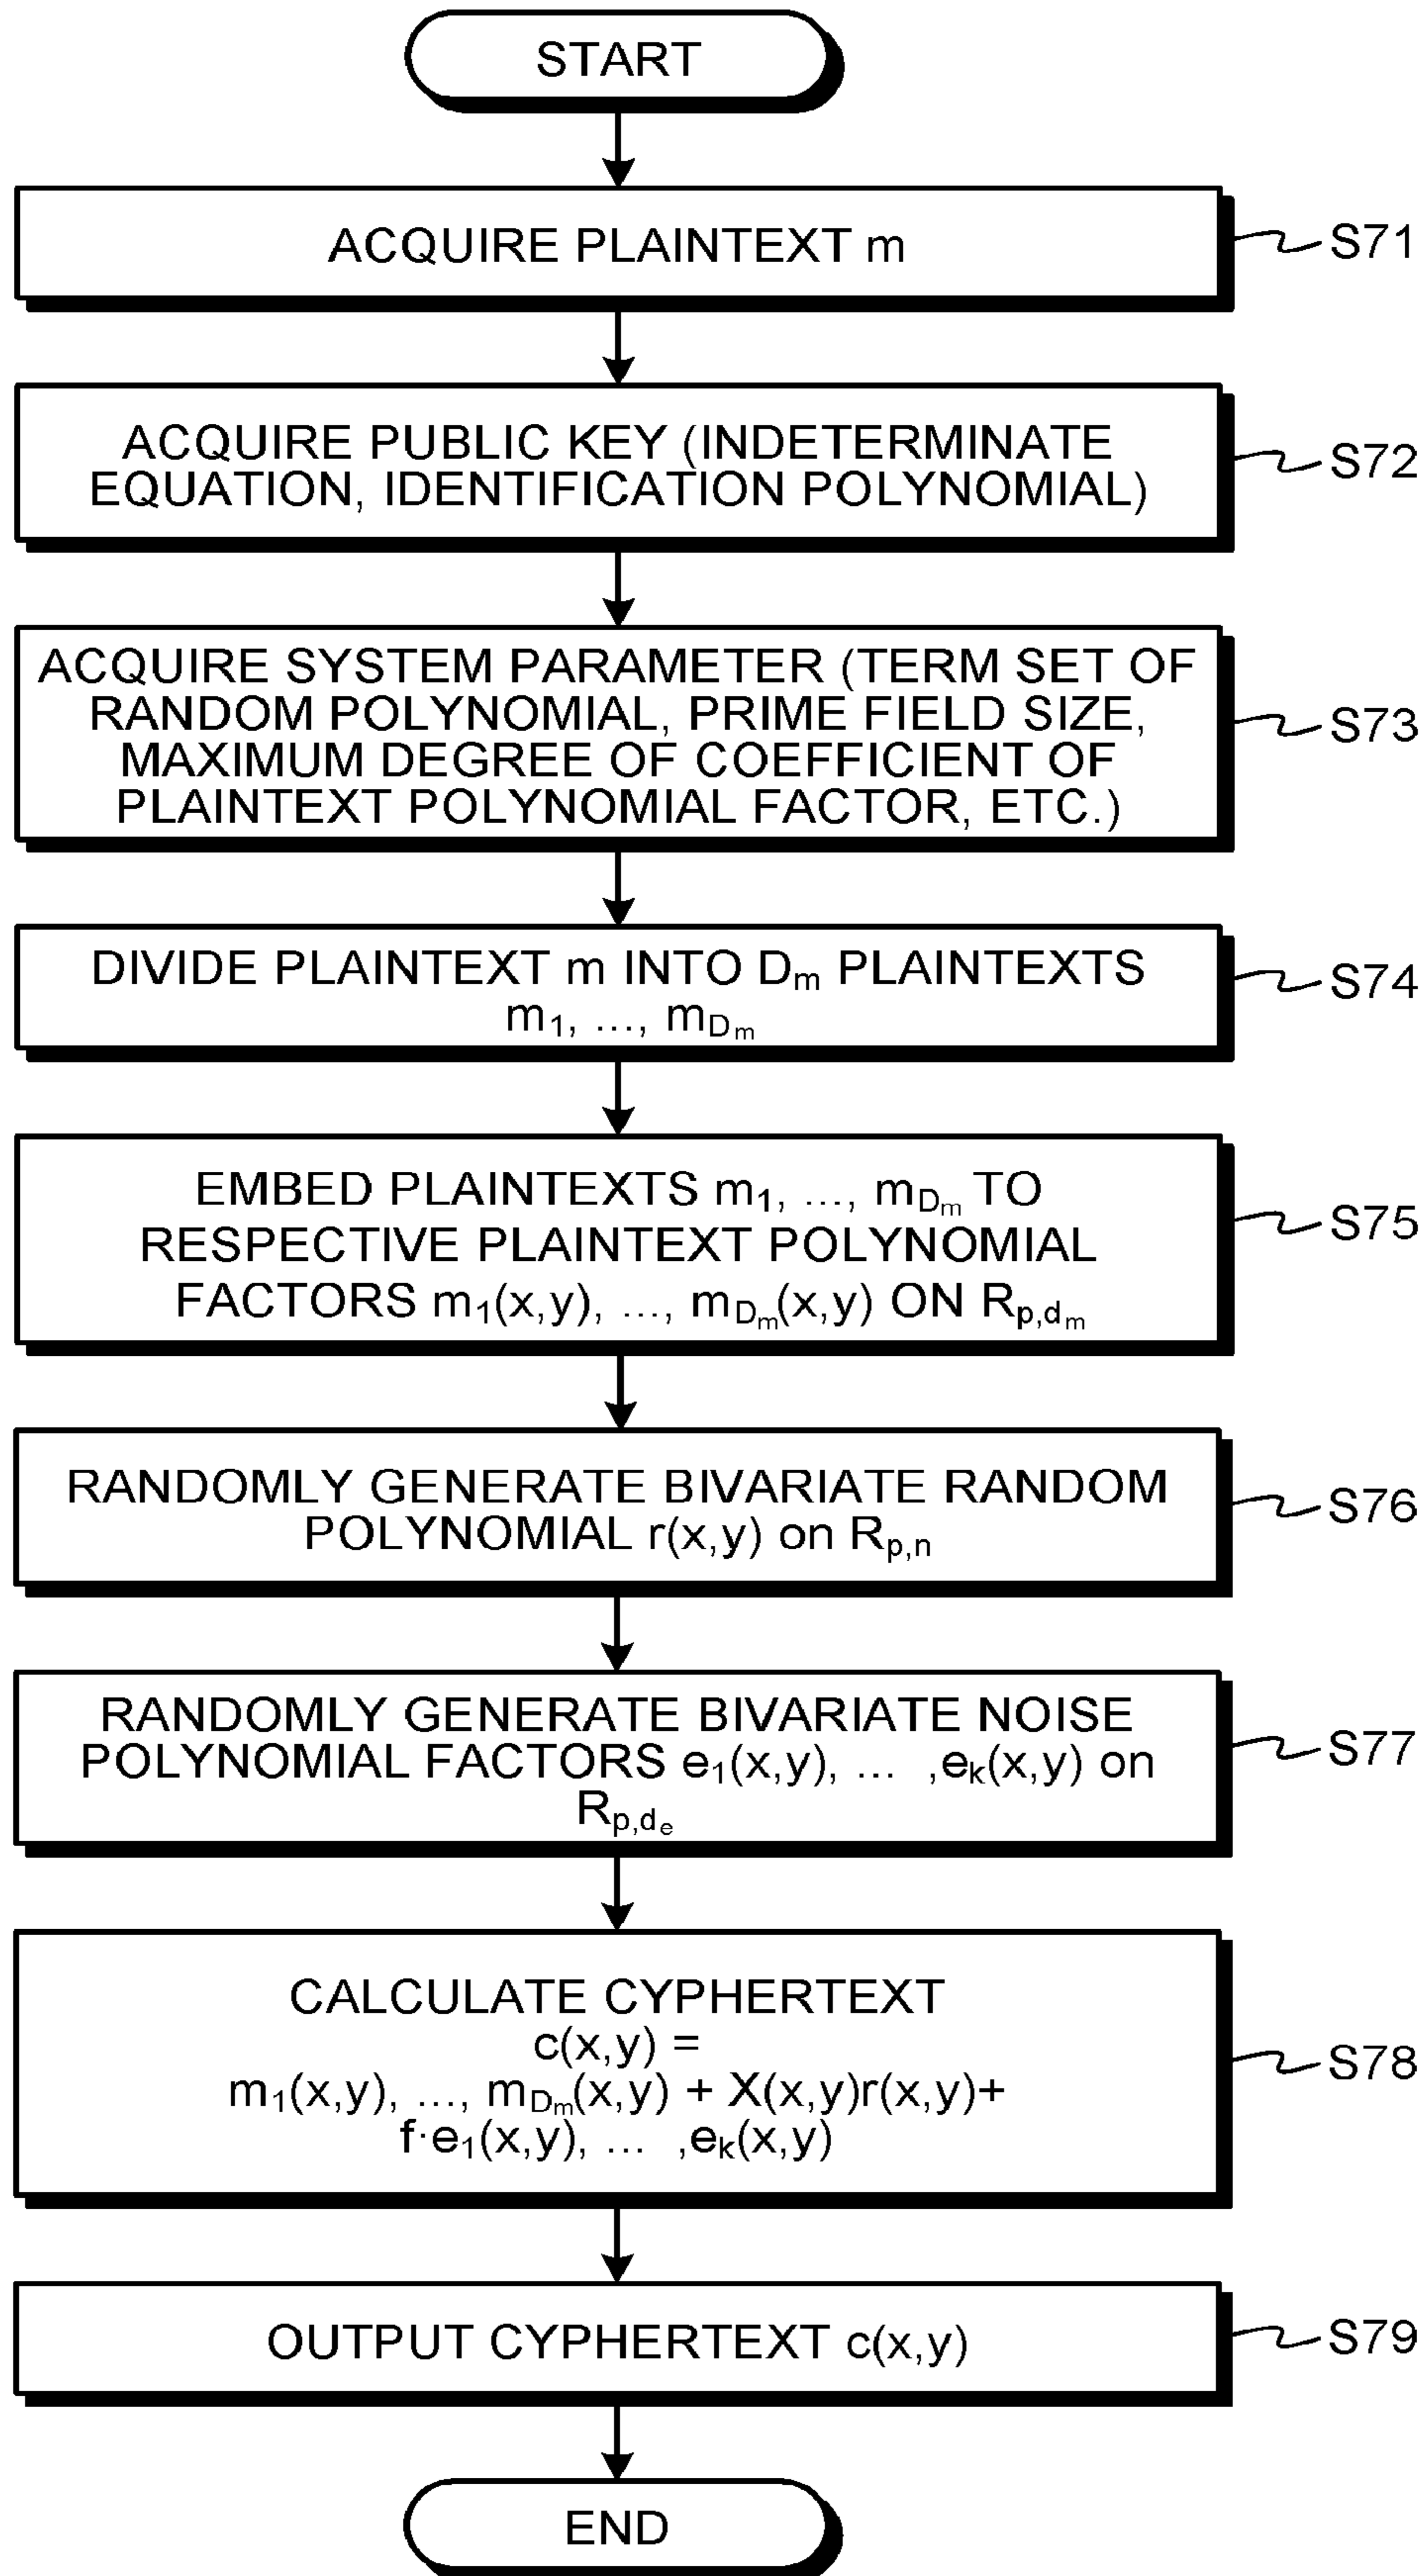 START
ACQUIRE PLAINTEXT m
S71
ACQUIRE PUBLIC KEY (INDETERMINATE
EQUATION, IDENTIFICATION POLYNOMIAL)
S72
ACQUIRE SYSTEM PARAMETER (TERM SET OF
RANDOM POLYNOMIAL, PRIME FIELD SIZE,
MAXIMUM DEGREE OF COEFFICIENT OF
PLAINTEXT POLYNOMIAL FACTOR, ETC.)
S73
DIVIDE PLAINTEXT m INTO Dm PLAINTEXTS
m1, ..., mDm
S74
EMBED PLAINTEXTS m1, ..., mDm TO
RESPECTIVE PLAINTEXT POLYNOMIAL
FACTORS m1(x,y), ..., mDm(x,y) ON Rp,dm
S75
RANDOMLY GENERATE BIVARIATE RANDOM
POLYNOMIAL r(x,y) on Rp,n
S76
RANDOMLY GENERATE BIVARIATE NOISE
POLYNOMIAL FACTORS e1(x,y), ... ,ek(x,y) on
Rp,de
S77
CALCULATE CYPHERTEXT
c(x,y) =
m1(x,y), ..., mDm(x,y) + X(x,y)r(x,y)+
f·e1(x,y), ... ,ek(x,y)
S78
OUTPUT CYPHERTEXT c(x,y)
S79
END